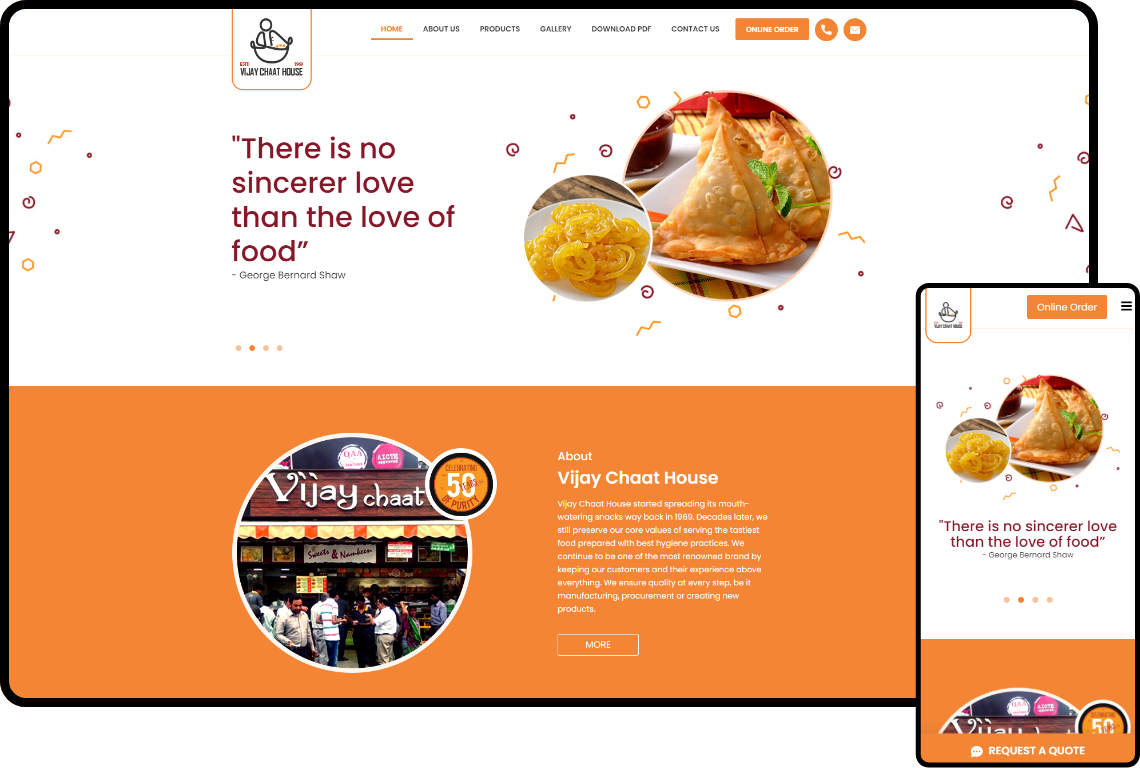 ESTD 1969
VIJAY CHAAT HOUSE
HOME ABOUT US PRODUCTS GALLERY DOWNLOAD PDF CONTACT US ONLINE ORDER
"There is no
sincerer love
than the love of
food”
- George Bernard Shaw
About
Vijay Chaat House
Vijay Chaat House started spreading its mouth-
watering snacks way back in 1969. Decades later, we
still preserve our core values of serving the tastiest
food prepared with best hygiene practices. We
continue to be one of the most renowned brand by
keeping our customers and their experience above
everything. We ensure quality at every step, be it
manufacturing, procurement or creating new
products.
MORE
QAA
Vijay chaat
CELEBRATING
50
YEARS
OF PURITY
Sweets & Namkeen
VIJAY CHAAT HOUSE
Online Order
"There is no sincerer love
than the love of food”
- George Bernard Shaw
QAA
Vijay chaat
CELEBRATING
50
REQUEST A QUOTE